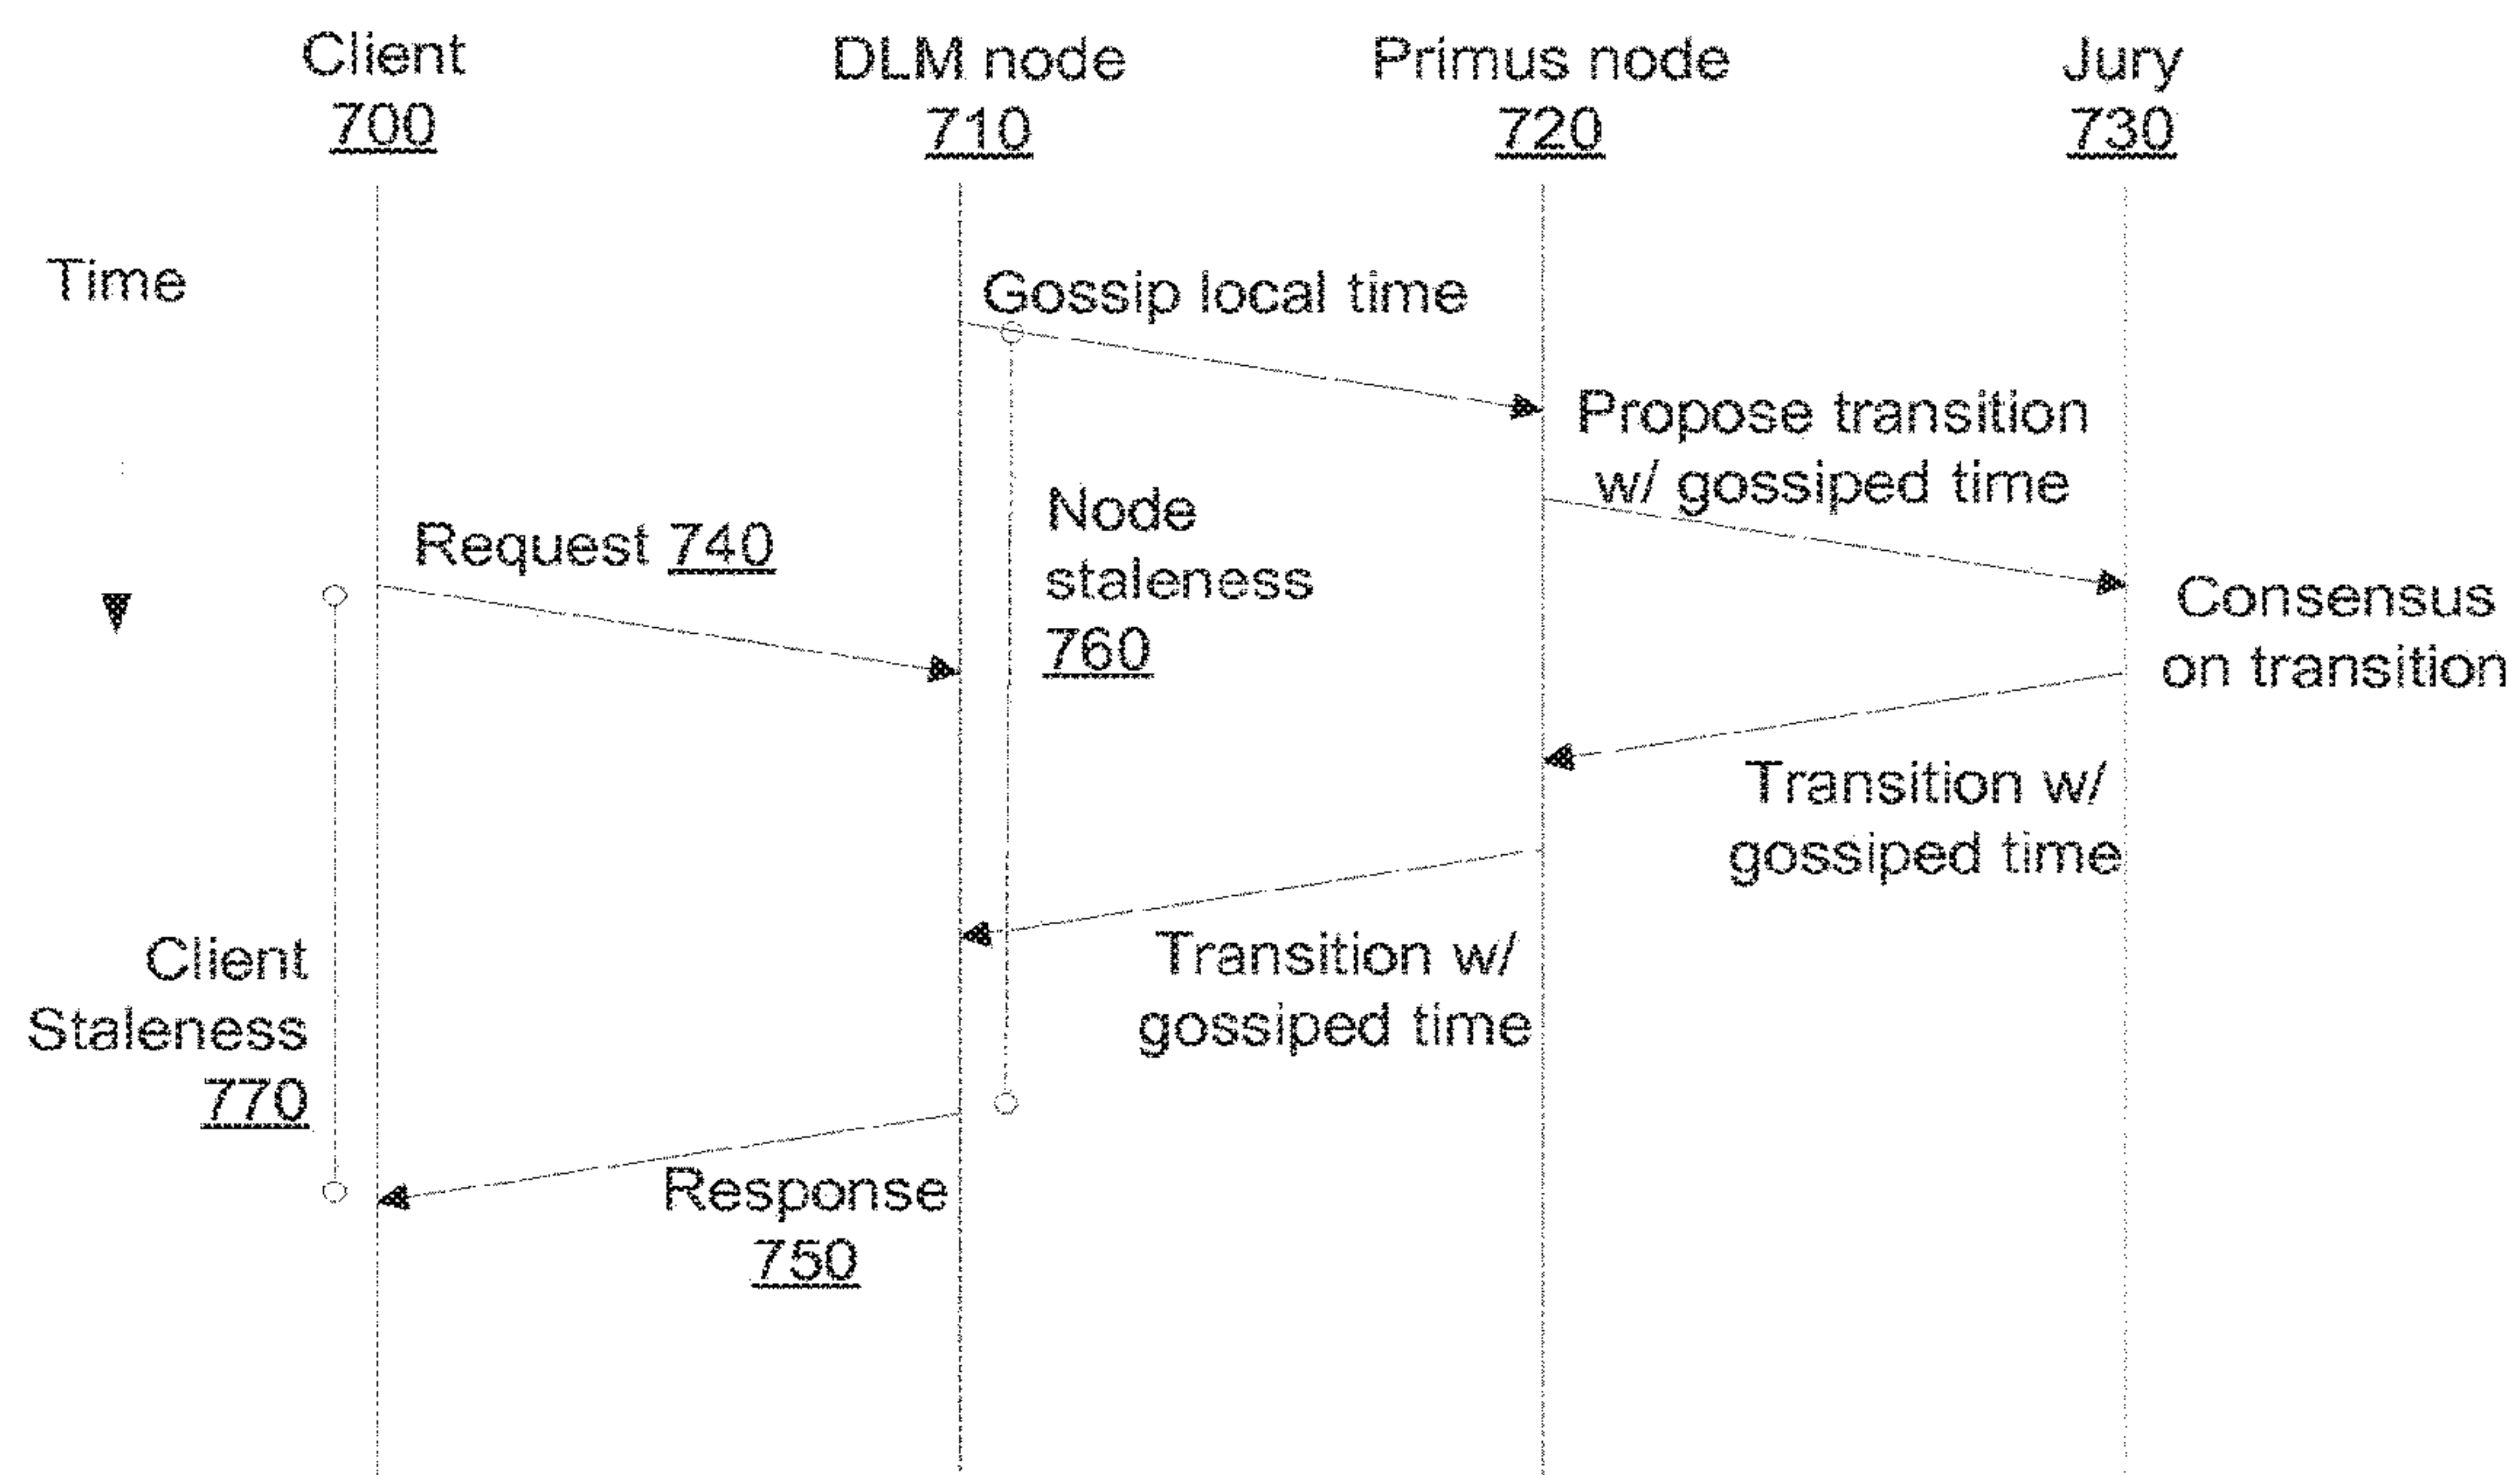 Client
700
DLM node
710
Primus node
720
Jury
730
Time
Gossip local time
Propose transition
w/ gossiped time
Request 740
Node
staleness
760
Consensus
on transition
Transition w/
gossiped time
Client
Staleness
770
Transition w/
gossiped time
Response
750